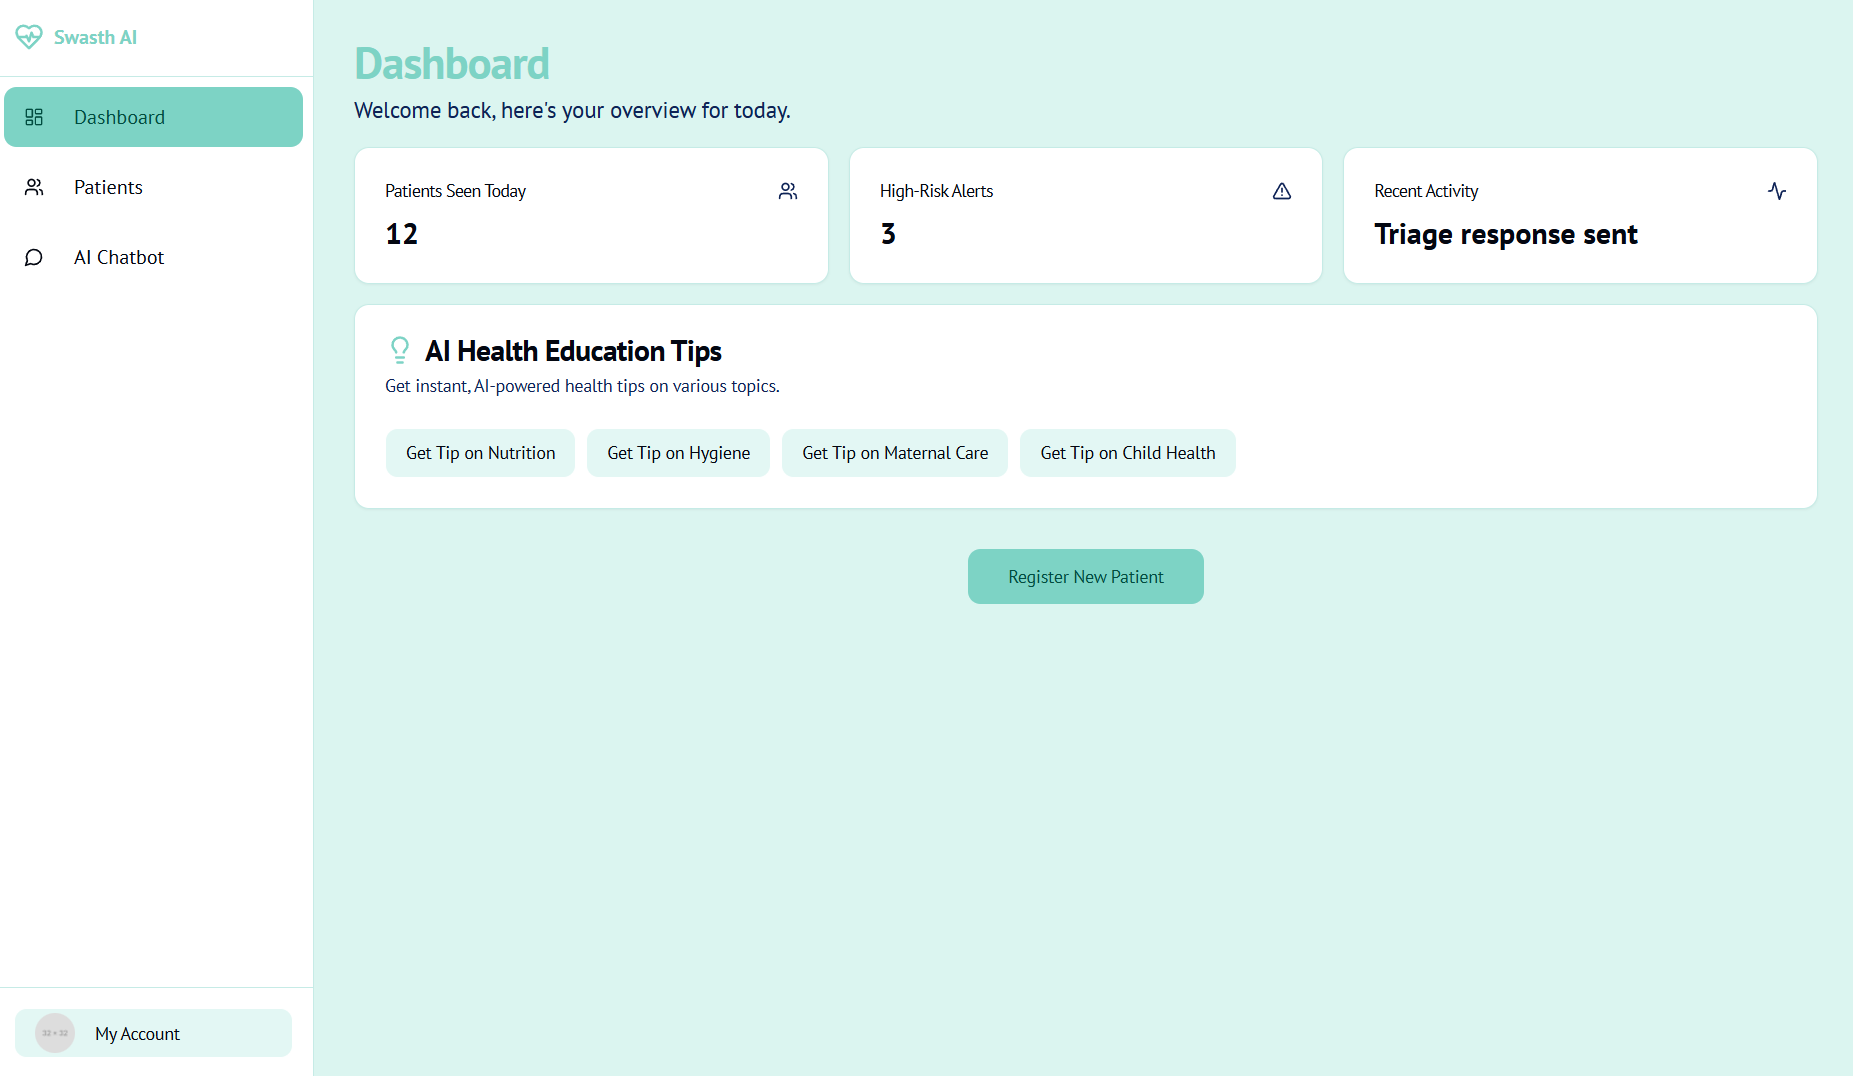 Swasth AI
Dashboard
Patients
AI Chatbot
32 × 32
My Account
Dashboard
Welcome back, here's your overview for today.
Patients Seen Today
12
High-Risk Alerts
3
Recent Activity
Triage response sent
AI Health Education Tips
Get instant, AI-powered health tips on various topics.
Get Tip on Nutrition
Get Tip on Hygiene
Get Tip on Maternal Care
Get Tip on Child Health
Register New Patient